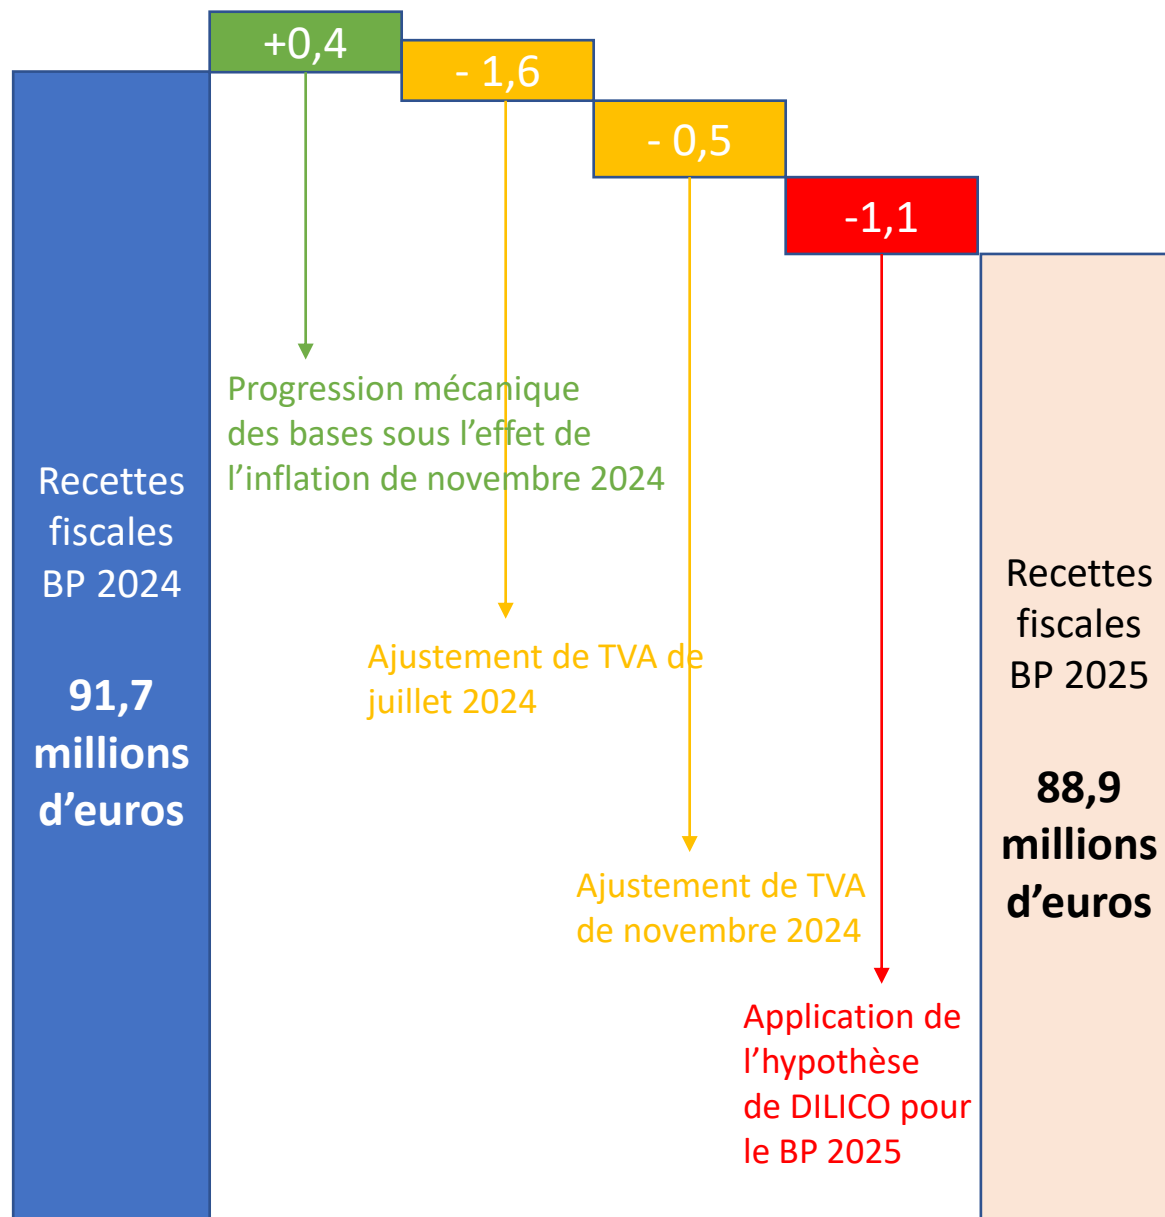 +0,4
- 1,6
- 0,5
-1,1
Progression mécanique
des bases sous l’effet de
l’inflation de novembre 2024
Recettes
fiscales
BP 2024
91,7
millions
d’euros
Ajustement de TVA de
juillet 2024
Ajustement de TVA
de novembre 2024
Application de
l’hypothèse
de DILICO pour
le BP 2025
Recettes
fiscales
BP 2025
88,9
millions
d’euros